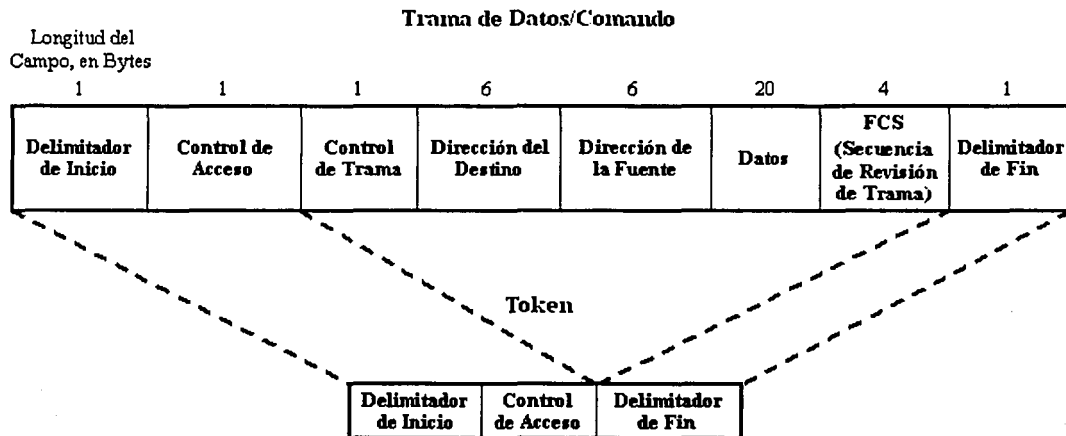 Trama de Datos/Comando
Longitud del
Campo, en Bytes
1 1 1 6 6 20 4 1
Delimitador
de Inicio
Control de
Acceso
Control
de Trama
Dirección del
Destino
Dirección de
la Fuente
Datos
FCS
(Secuencia
de Revisión
de Trama)
Delimitador
de Fin
Token
Delimitador
de Inicio
Control
de Acceso
Delimitador
de Fin